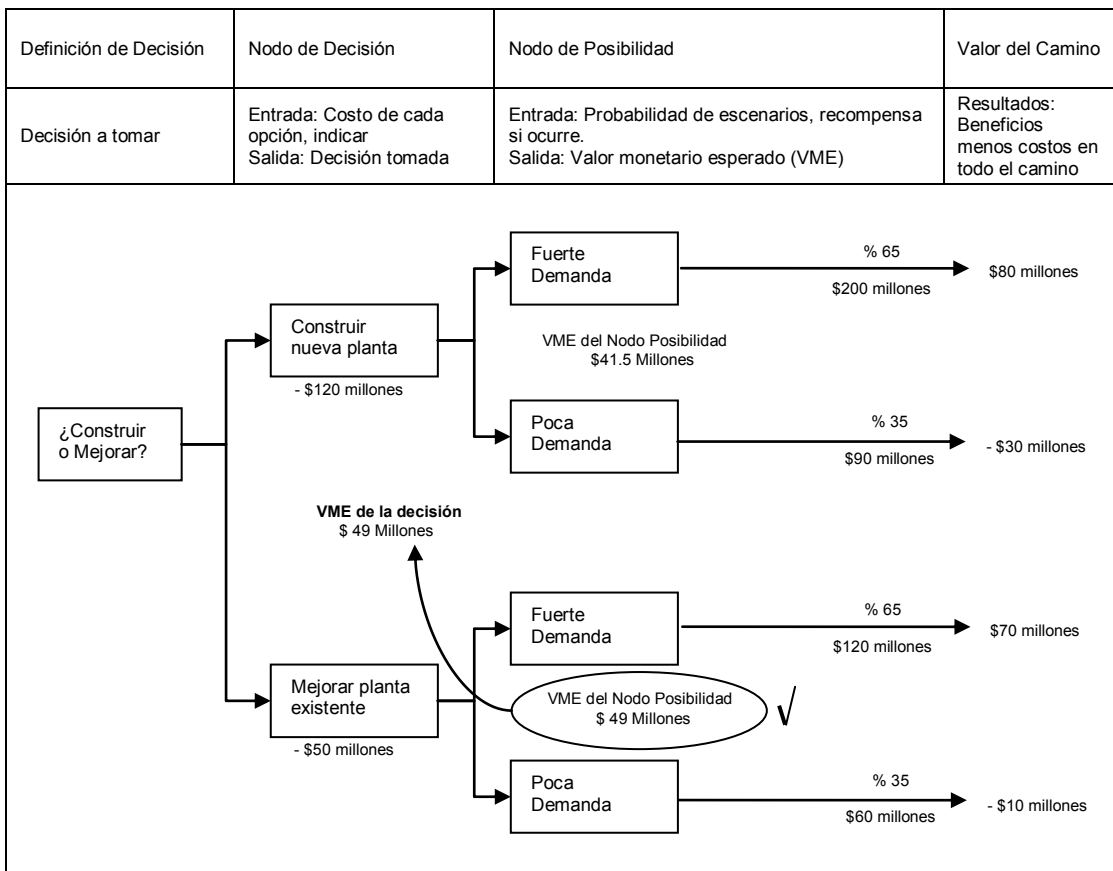 Definición de Decisión
Nodo de Decisión
Nodo de Posibilidad
Valor del Camino
Decisión a tomar
Entrada: Costo de cada
opción, indicar
Salida: Decisión tomada
Entrada: Probabilidad de escenarios, recompensa
si ocurre.
Salida: Valor monetario esperado (VME)
Resultados:
Beneficios
menos costos en
todo el camino
Fuerte
Demanda
% 65
$200 millones
$80 millones
Construir
nueva planta
- $120 millones
VME del Nodo Posibilidad
$41.5 Millones
¿Construir
o Mejorar?
Poca
Demanda
% 35
$90 millones
- $30 millones
VME de la decisión
$ 49 Millones
Fuerte
Demanda
% 65
$120 millones
$70 millones
Mejorar planta
existente
- $50 millones
VME del Nodo Posibilidad
$ 49 Millones
Poca
Demanda
% 35
$60 millones
- $10 millones